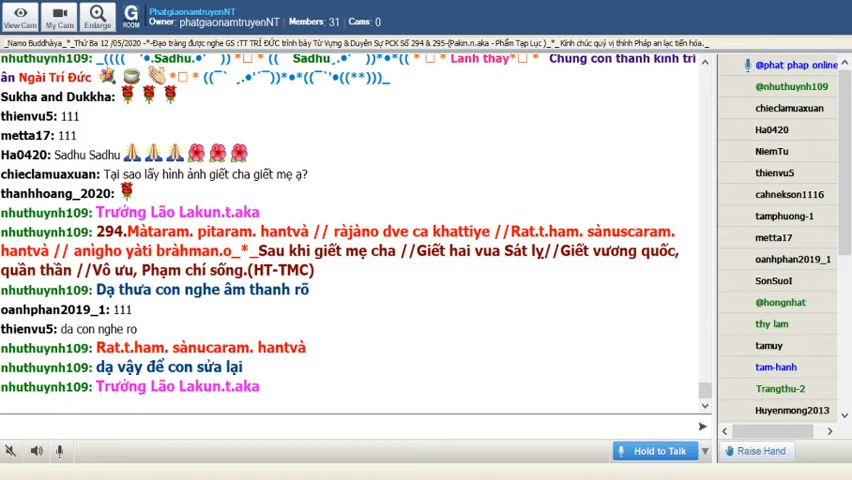 PhatgiaonamtruyenNT
Owner: phatgiaonamtruyenNT | Members: 31 | Cams: 0
View Cam
My Cam
Enlarge
G ROOM
_Namo Buddhàya_*_Thứ Ba 12 /05/2020 -*-Đạo tràng được nghe GS :TT TRÍ ĐỨC trình bày Từ Vựng & Duyên Sự PCK Số 294 & 295-(Pakin.n.aka - Phẩm Tạp Lục )_*_Kính chúc quý vị thính Pháp an lạc tiến hóa._
nhuthuynh109: Sadhu Sadhu Lanh thay Chung con thanh kinh tri
ân Ngài Trí Đức
Sukha and Dukkha:
thienvu5: 111
metta17: 111
Ha0420: Sadhu Sadhu
chieclamuaxuan: Tại sao lấy hình ảnh giết cha giết mẹ ạ?
thanhhoang_2020:
nhuthuynh109: Trưởng Lão Lakun.t.aka
nhuthuynh109: 294.Màtaram. pitaram. hantvà // ràjàno dve ca khattiye //Rat.t.ham. sànuscaram.
hantvà // anìgho yàti bràhman.o_*_Sau khi giết mẹ cha //Giết hai vua Sát lỵ//Giết vương quốc,
quần thần //Vô ưu, Phạm chí sống.(HT-TMC)
nhuthuynh109: Dạ thưa con nghe âm thanh rõ
oanhphan2019_1: 111
thienvu5: da con nghe ro
nhuthuynh109: Rat.t.ham. sànucaram. hantvà
nhuthuynh109: dạ vậy để con sửa lại
nhuthuynh109: Trưởng Lão Lakun.t.aka
@phat phap online
@nhuthuynh109
chieclamuaxuan
Ha0420
NiemTu
thienvu5
cahnekson1116
tamphuong-1
metta17
oanhphan2019_1
SonSuoI
@hongnhat
thy lam
tamuy
tam-hanh
Trangthu-2
Huyenmong2013
Hold to Talk
Raise Hand